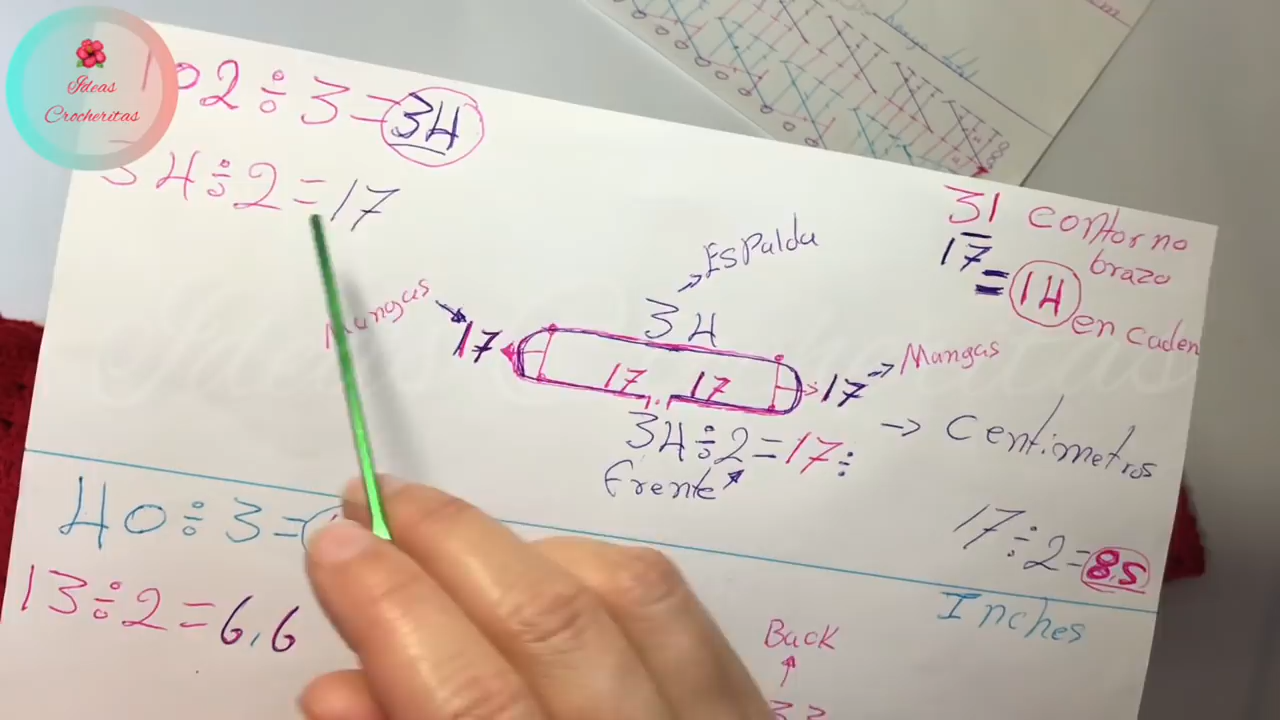 Ideas
Crocheritas
102÷3=34
34÷2=17
31 contorno
brazo
17
=14
en caden
Espalda
34
Mangas
17
17 17
17
Mangas
34÷2=17÷
frente
Centimetros
17÷2=8.5
40÷3=
13÷2=6,6
Inches
Back
33